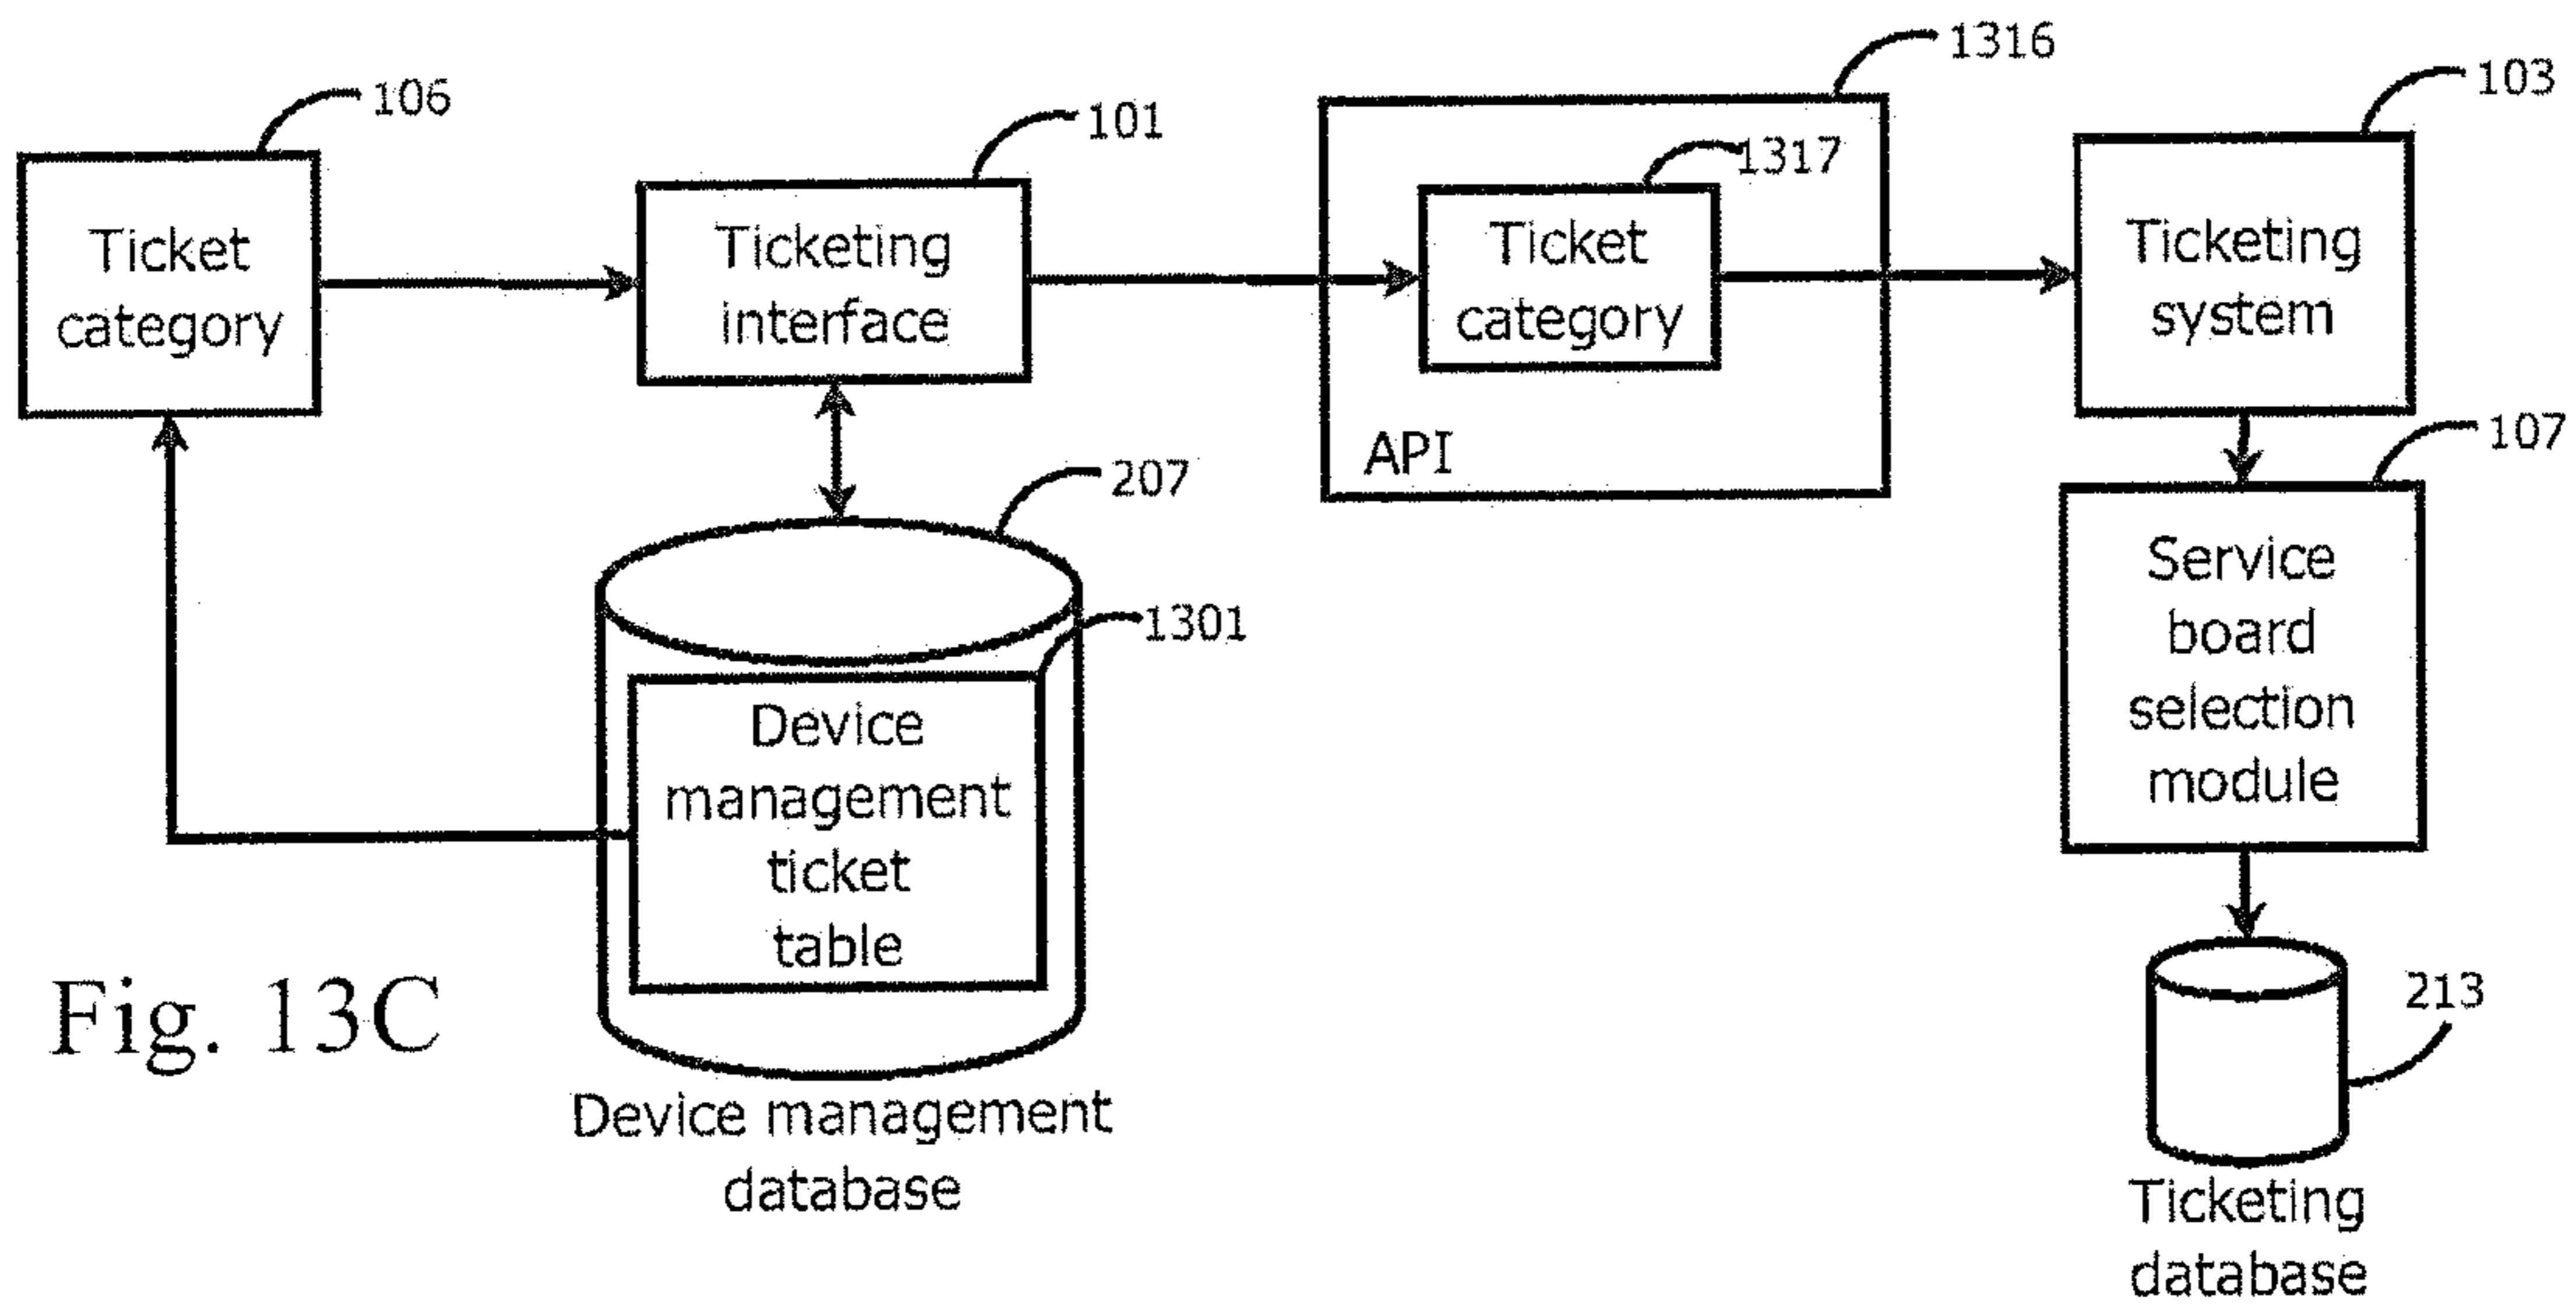 106
Ticket
category
101
Ticketing
interface
1316
1317
Ticket
category
API
103
Ticketing
system
207
1301
Device
management
ticket
table
Device management
database
107
Service
board
selection
module
213
Ticketing
database
Fig. 13C